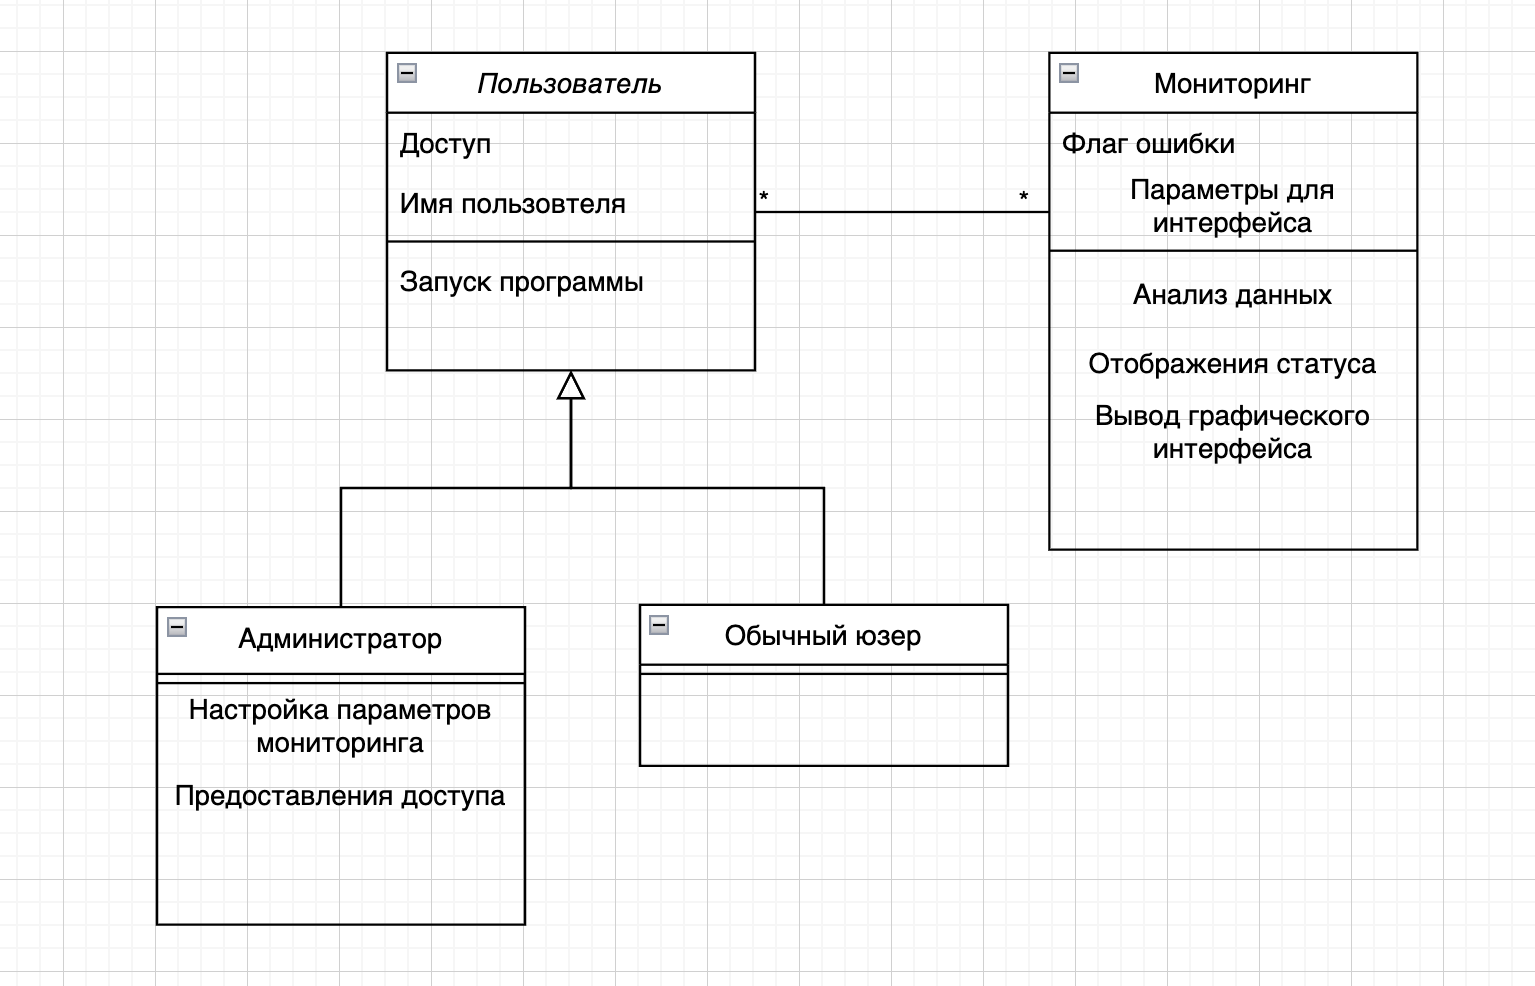 Пользователь
Доступ
Имя пользовтеля
Запуск программы
*
*
Мониторинг
Флаг ошибки
Параметры для
интерфейса
Анализ данных
Отображения статуса
Вывод графического
интерфейса
Администратор
Настройка параметров
мониторинга
Предоставления доступа
Обычный юзер